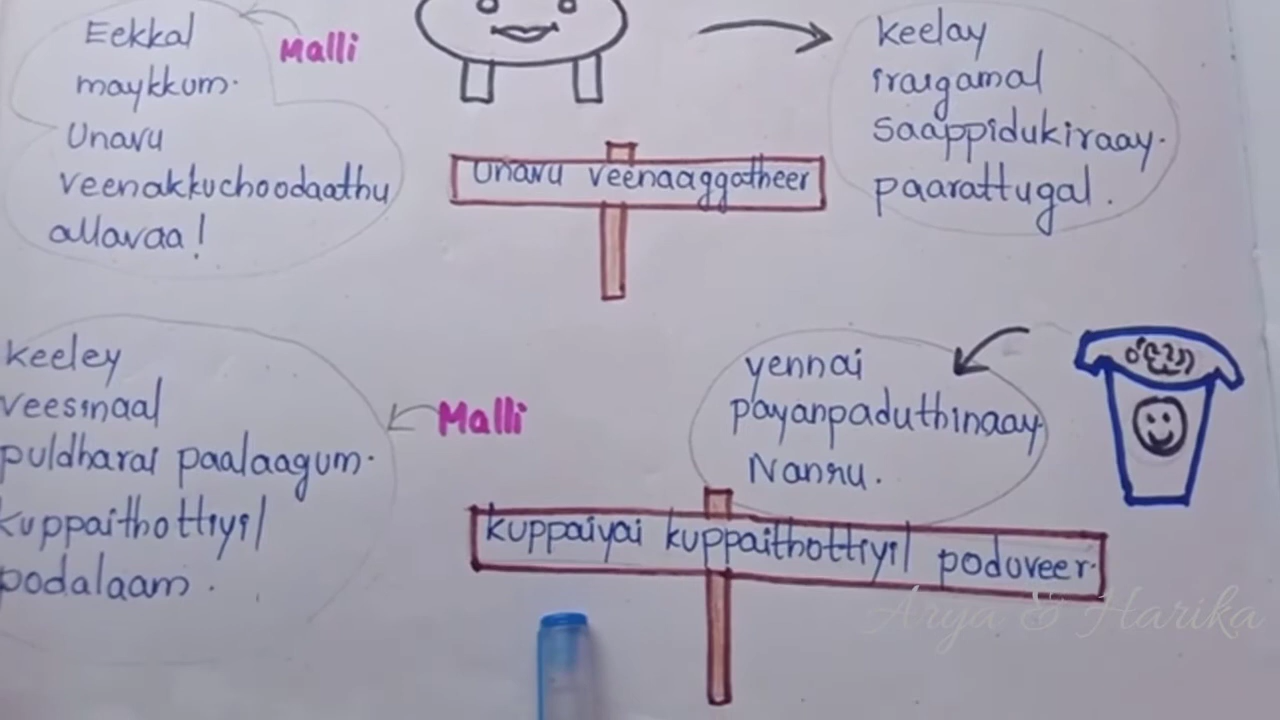 Eekkal
maykkum.
Unavu
veenakkuchoodaathu
allavaa!
Malli
keelay
iraigamal
saappidukiraay.
paarattugal.
Unavu veenaaggatheer
keeley
veesinaal
puldharai paalaagum.
kuppaithottiyil
podalaam.
Malli
yennai
payanpaduthinaay
Nanru.
kuppaiyai kuppaithottiyil poduveer.
Arya & Harika